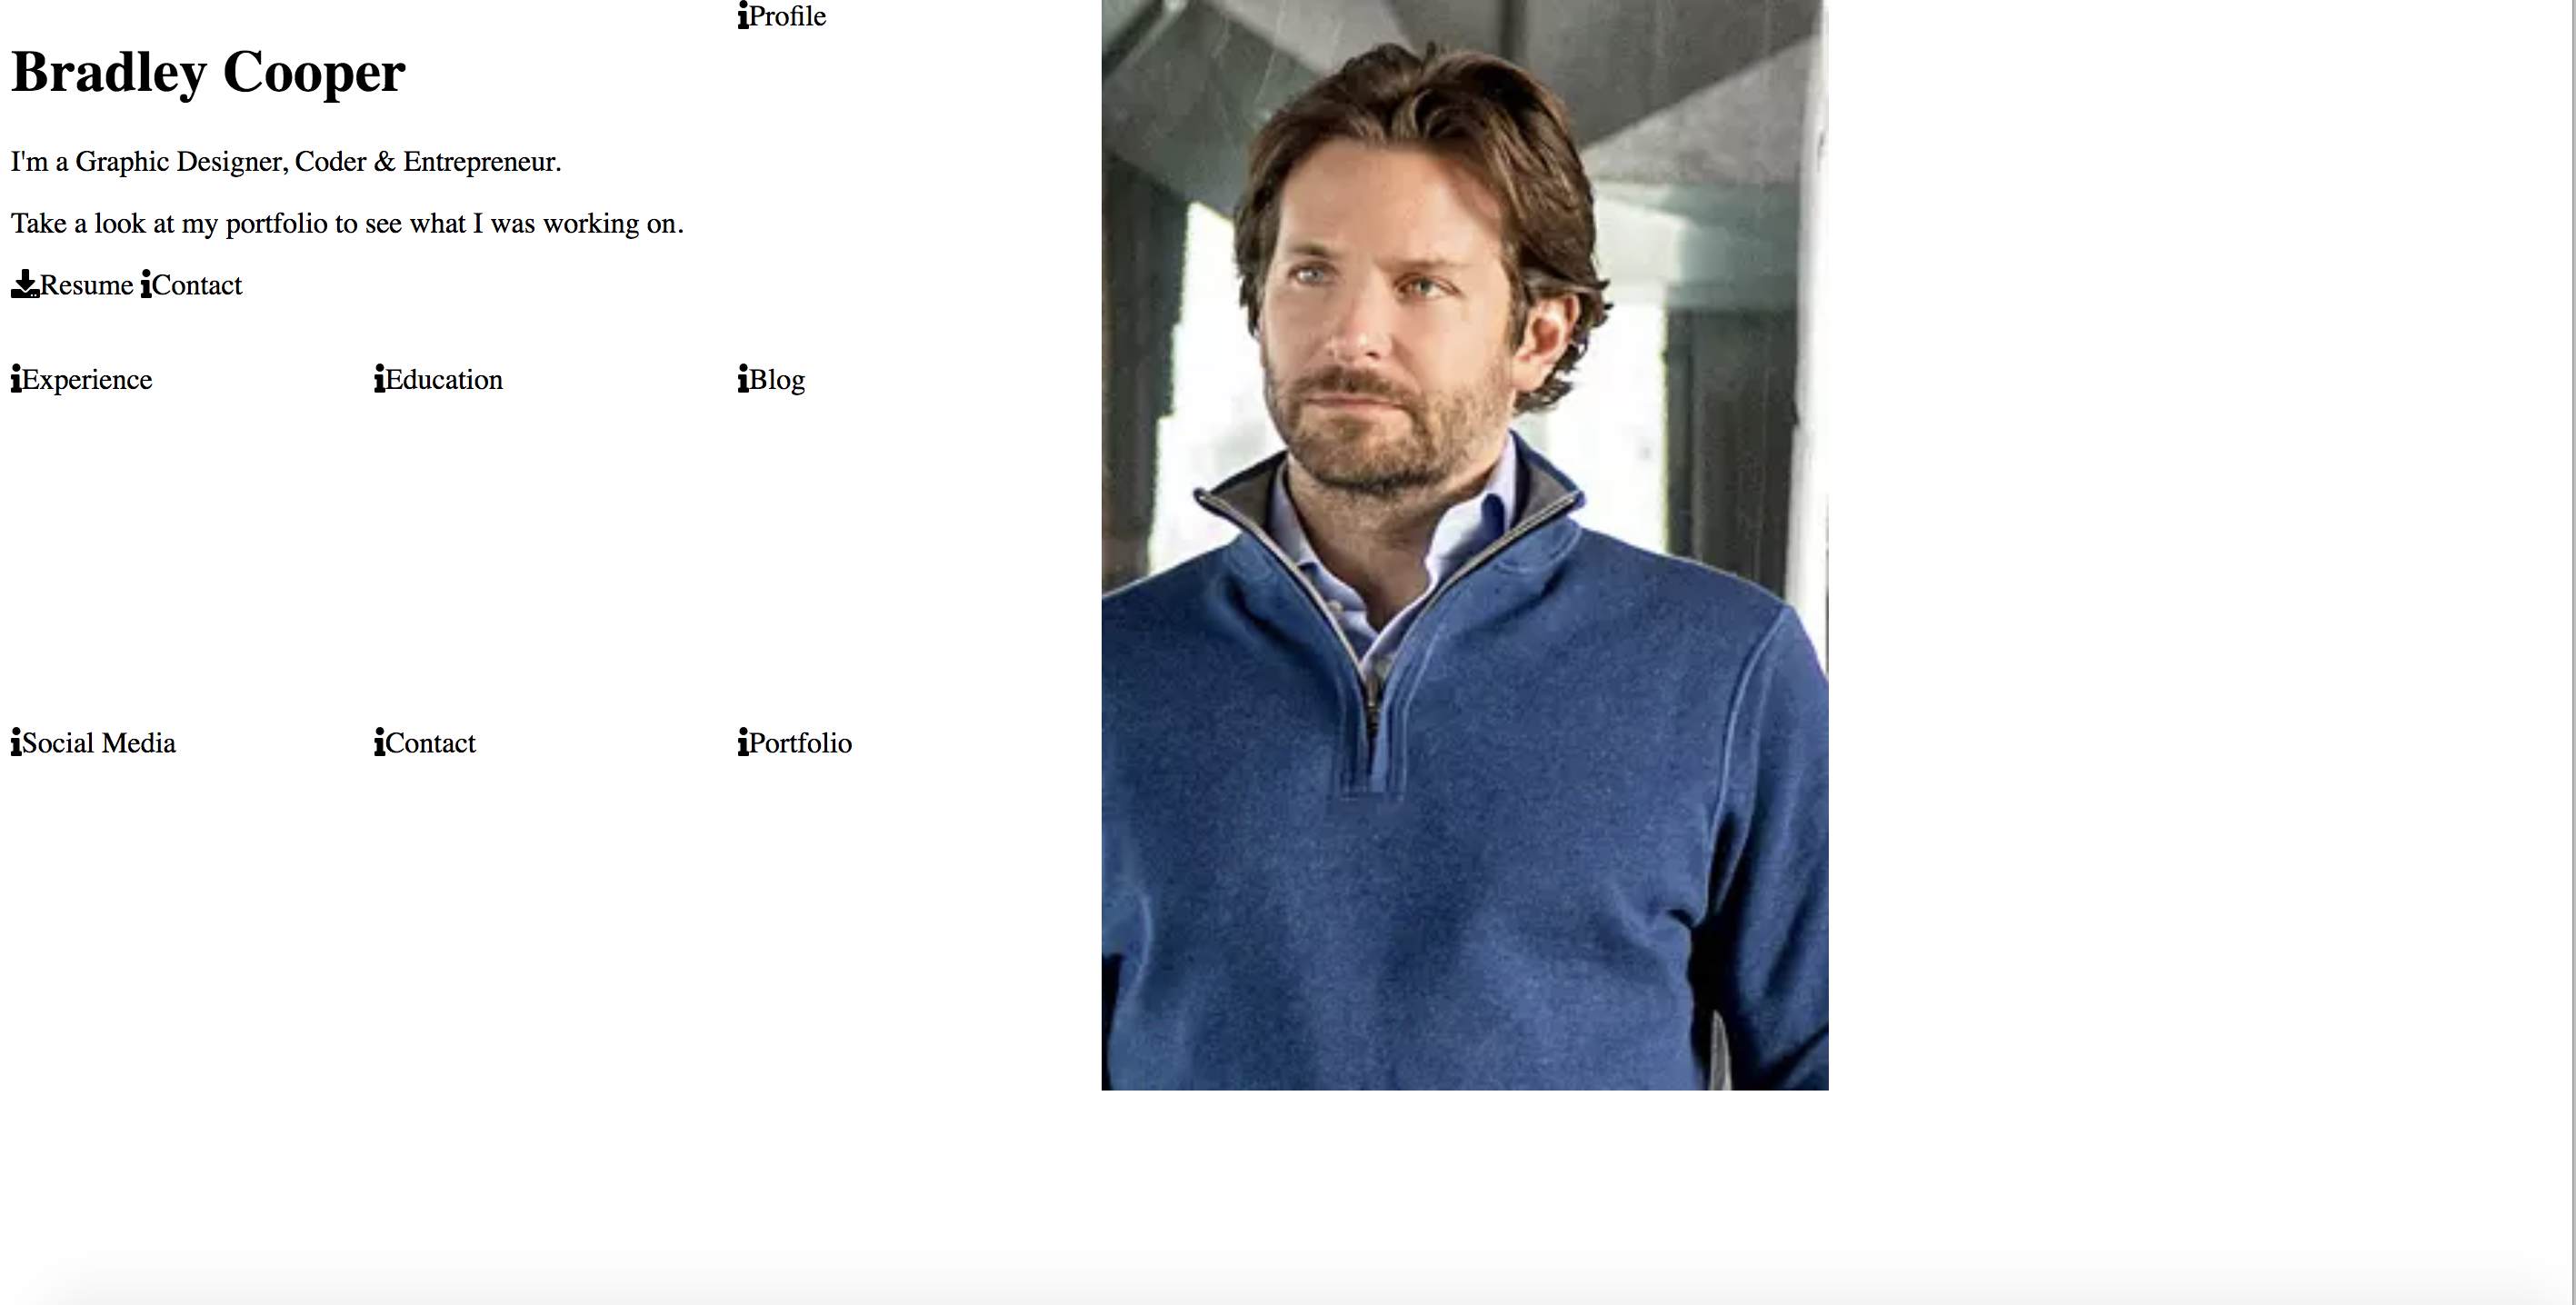 Profile
Bradley Cooper
I'm a Graphic Designer, Coder & Entrepreneur.
Take a look at my portfolio to see what I was working on.
Resume Contact
Experience Education Blog
Social Media Contact Portfolio